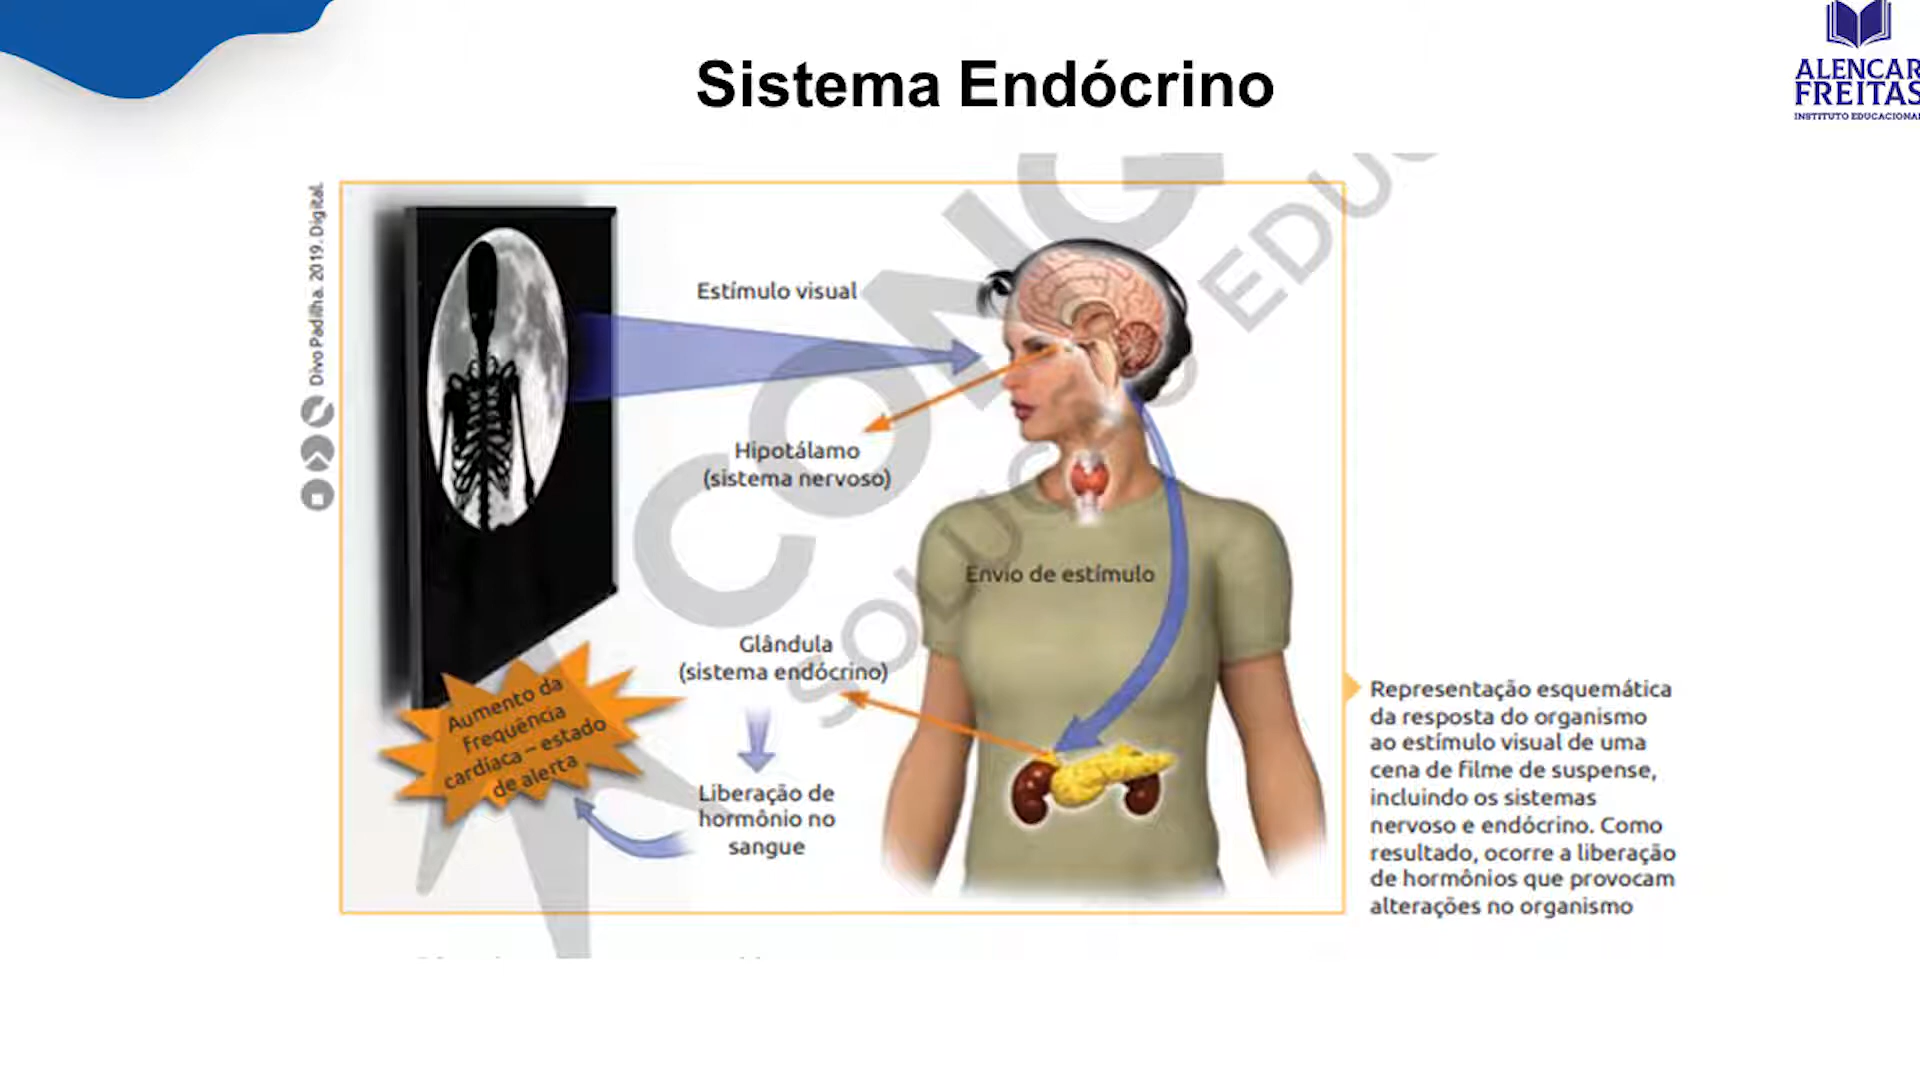 Sistema Endócrino
ALENCAR
FREITAS
INSTITUTO EDUCACIONAL
Divo Padilha. 2019. Digital.
Estímulo visual
Hipotálamo
(sistema nervoso)
Envio de estímulo
Glândula
(sistema endócrino)
Liberação de
hormônio no
sangue
Aumento da
frequência
cardíaca – estado
de alerta
Representação esquemática
da resposta do organismo
ao estímulo visual de uma
cena de filme de suspense,
incluindo os sistemas
nervoso e endócrino. Como
resultado, ocorre a liberação
de hormônios que provocam
alterações no organismo
CONG
EDU